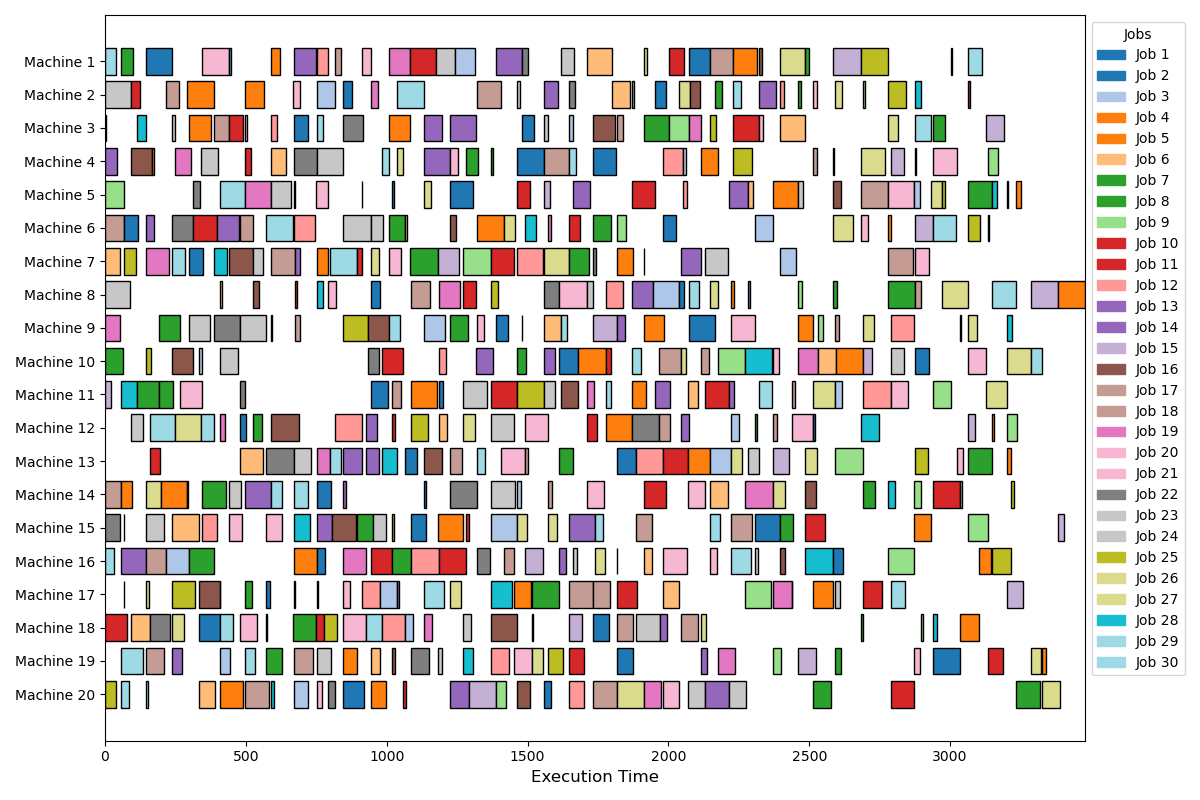 Machine 1
Machine 2
Machine 3
Machine 4
Machine 5
Machine 6
Machine 7
Machine 8
Machine 9
Machine 10
Machine 11
Machine 12
Machine 13
Machine 14
Machine 15
Machine 16
Machine 17
Machine 18
Machine 19
Machine 20
0 500 1000 1500 2000 2500 3000
Execution Time
Jobs
Job 1
Job 2
Job 3
Job 4
Job 5
Job 6
Job 7
Job 8
Job 9
Job 10
Job 11
Job 12
Job 13
Job 14
Job 15
Job 16
Job 17
Job 18
Job 19
Job 20
Job 21
Job 22
Job 23
Job 24
Job 25
Job 26
Job 27
Job 28
Job 29
Job 30